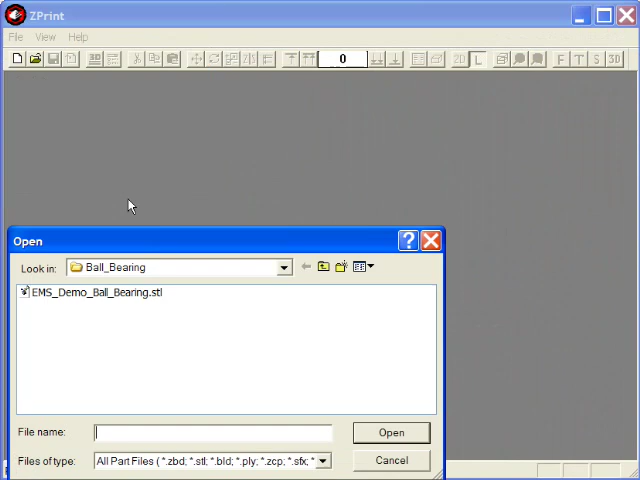 ZPrint
File View Help
0
2D L
F T S 3D
Open
Look in: Ball_Bearing
EMS_Demo_Ball_Bearing.stl
File name: Open
Files of type: All Part Files ( *.zbd; *.stl; *.bld; *.ply; *.zcp; *.sfx; *. Cancel